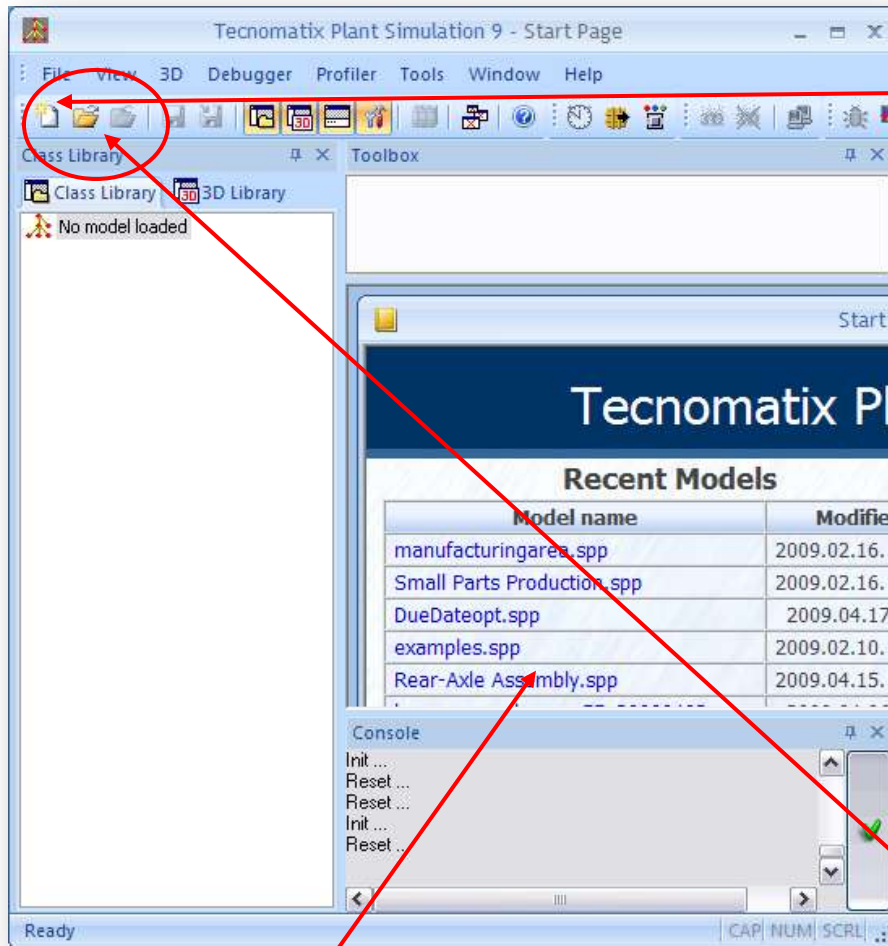 Tecnomatix Plant Simulation 9 - Start Page
File View 3D Debugger Profiler Tools Window Help
Class Library
Toolbox
Class Library
3D Library
No model loaded
Start
Tecnomatix Pl
Recent Models
Model name Modifie
manufacturingarea.spp 2009.02.16.
Small Parts Production.spp 2009.02.16.
DueDateopt.spp 2009.04.17
examples.spp 2009.02.10.
Rear-Axle Assembly.spp 2009.04.15.
Console
Init ...
Reset ...
Reset ...
Init ...
Reset ...
Ready
CAP NUM SCRL